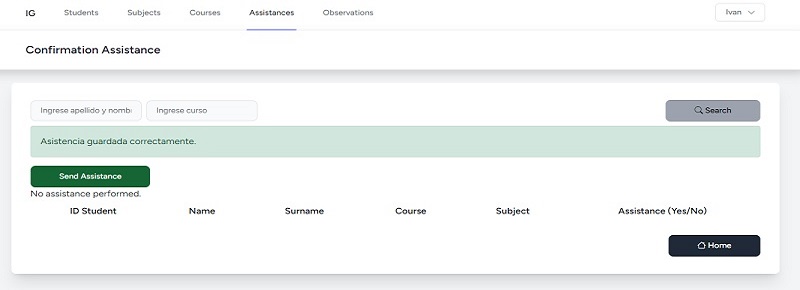 IG Students Subjects Courses Assistances Observations Ivan
Confirmation Assistance
Ingrese apellido y nomb Ingrese curso Search
Asistencia guardada correctamente.
Send Assistance
No assistance performed.
ID Student Name Surname Course Subject Assistance (Yes/No)
Home